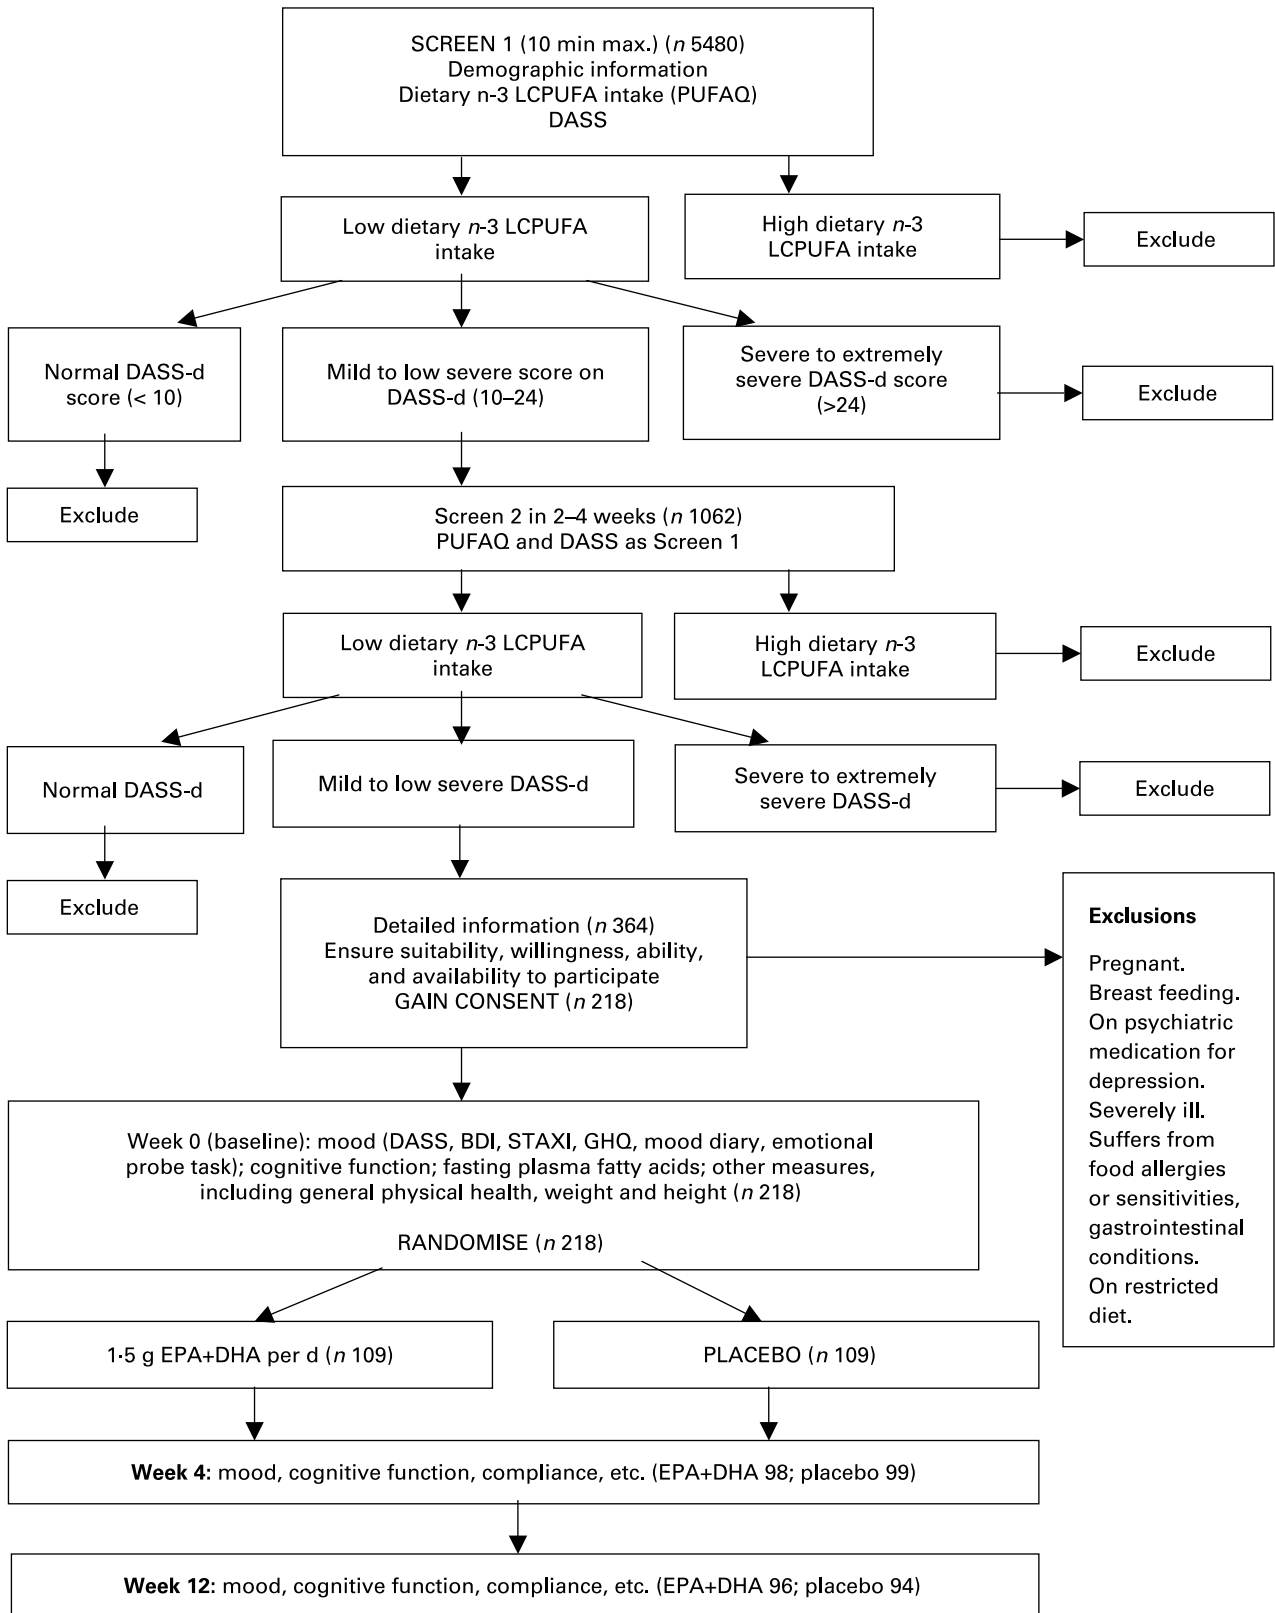 SCREEN 1 (10 min max.) (n 5480)
Demographic information
Dietary n-3 LCPUFA intake (PUFAQ)
DASS
Low dietary n-3 LCPUFA
intake
High dietary n-3
LCPUFA intake
Exclude
Normal DASS-d
score (< 10)
Mild to low severe score on
DASS-d (10–24)
Severe to extremely
severe DASS-d score
(>24)
Exclude
Exclude
Screen 2 in 2–4 weeks (n 1062)
PUFAQ and DASS as Screen 1
Low dietary n-3 LCPUFA
intake
High dietary n-3
LCPUFA intake
Exclude
Normal DASS-d
Mild to low severe DASS-d
Severe to extremely
severe DASS-d
Exclude
Exclude
Detailed information (n 364)
Ensure suitability, willingness, ability,
and availability to participate
GAIN CONSENT (n 218)
Exclusions
Pregnant.
Breast feeding.
On psychiatric
medication for
depression.
Severely ill.
Suffers from
food allergies
or sensitivities,
gastrointestinal
conditions.
On restricted
diet.
Week 0 (baseline): mood (DASS, BDI, STAXI, GHQ, mood diary, emotional
probe task); cognitive function; fasting plasma fatty acids; other measures,
including general physical health, weight and height (n 218)
RANDOMISE (n 218)
1·5 g EPA+DHA per d (n 109)
PLACEBO (n 109)
Week 4: mood, cognitive function, compliance, etc. (EPA+DHA 98; placebo 99)
Week 12: mood, cognitive function, compliance, etc. (EPA+DHA 96; placebo 94)